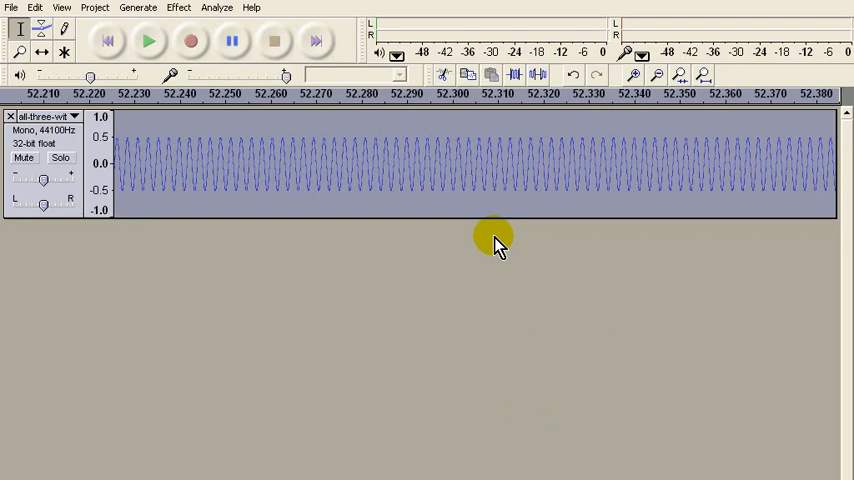 File Edit View Project Generate Effect Analyze Help
L
R
-48 -42 -36 -30 -24 -18 -12 -6 0
L
R
-48 -42 -36 -30 -24 -18 -12 -6 0
- +
- +
52.210 52.220 52.230 52.240 52.250 52.260 52.270 52.280 52.290 52.300 52.310 52.320 52.330 52.340 52.350 52.360 52.370 52.380
all-three-wit
Mono, 44100Hz
32-bit float
Mute Solo
- +
L R
1.0
0.5
0.0
-0.5
-1.0